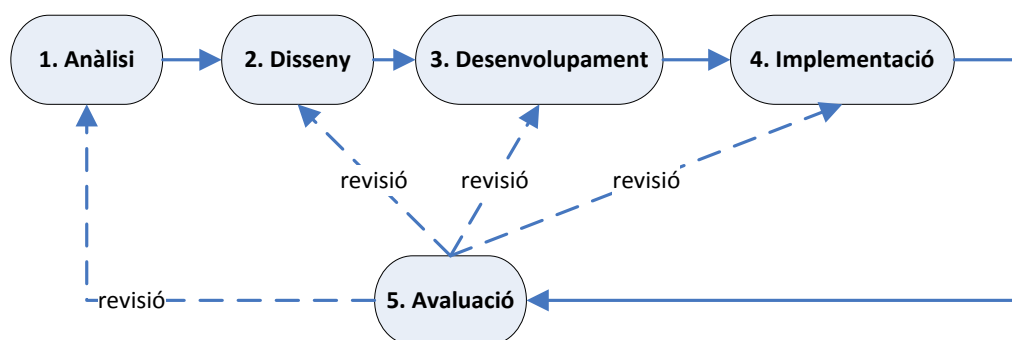 1. Anàlisi
2. Disseny
3. Desenvolupament
4. Implementació
revisió
revisió
revisió
revisió
5. Avaluació